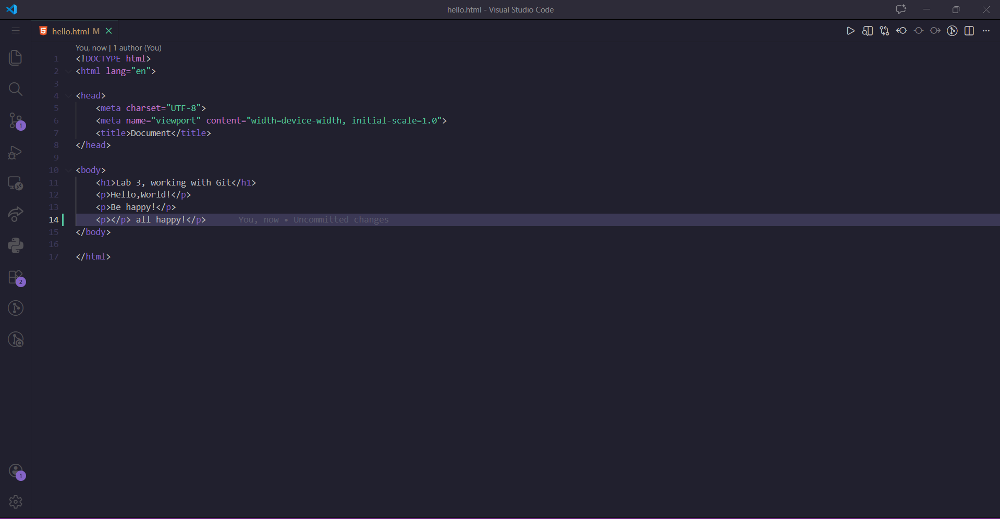 hello.html - Visual Studio Code
hello.html M
You, now | 1 author (You)
1 <!DOCTYPE html>
2 <html lang="en">
3
4 <head>
5 <meta charset="UTF-8">
6 <meta name="viewport" content="width=device-width, initial-scale=1.0">
7 <title>Document</title>
8 </head>
9
10 <body>
11 <h1>Lab 3, working with Git</h1>
12 <p>Hello,World!</p>
13 <p>Be happy!</p>
14 <p></p> all happy!</p> You, now • Uncommitted changes
15 </body>
16
17 </html>
1
2
1